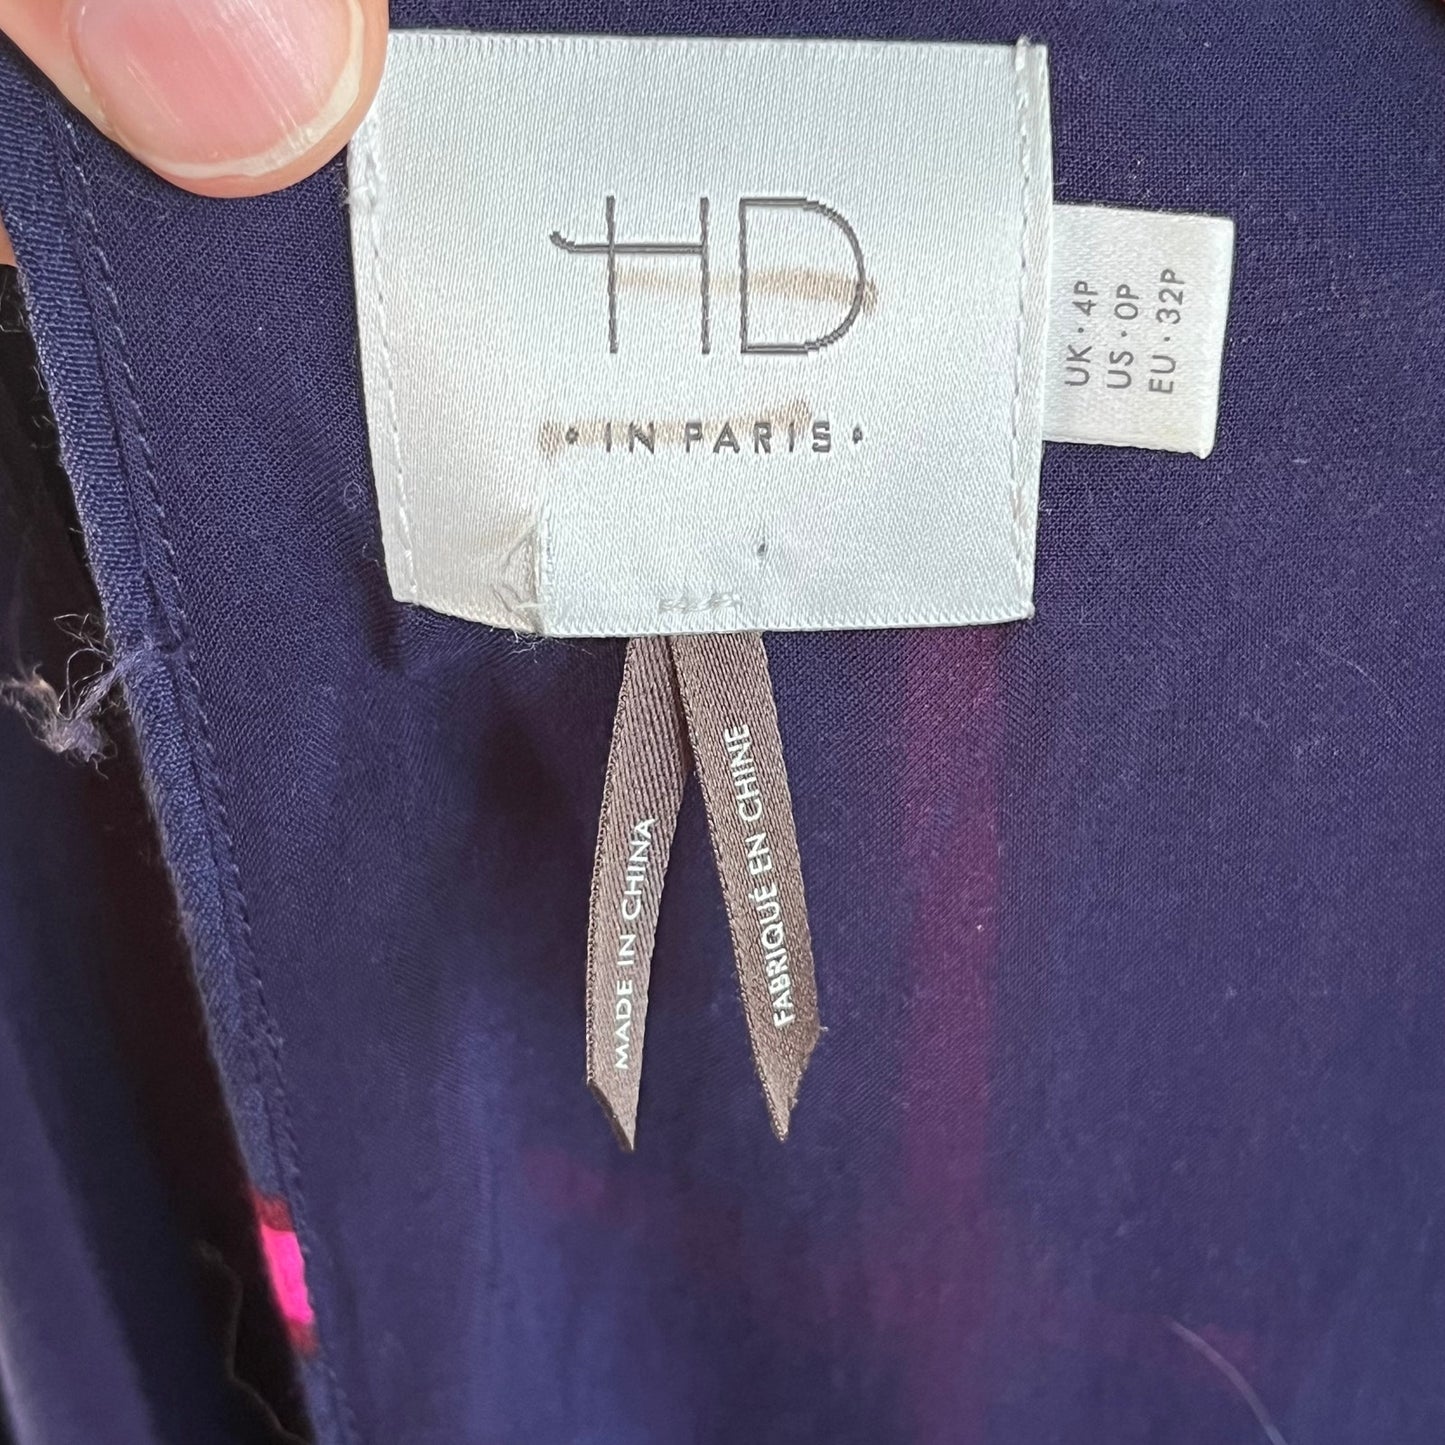 HD
· IN PARIS ·
UK · 4P
US · 0P
EU · 32P
MADE IN CHINA
FABRIQUÉ EN CHINE